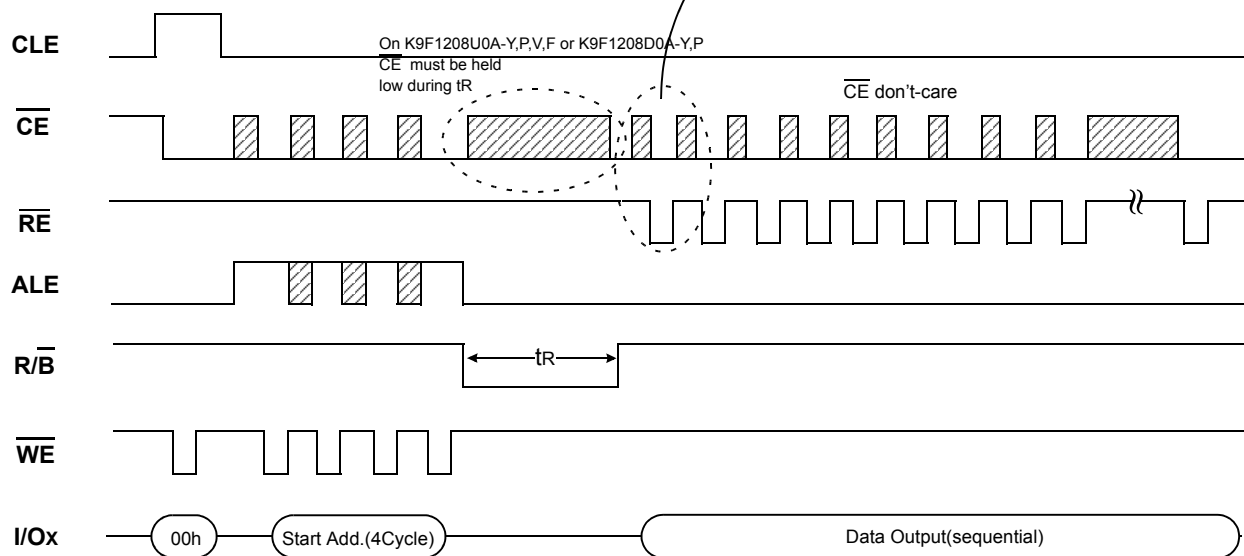 CLE
On K9F1208U0A-Y,P,V,F or K9F1208D0A-Y,P
CE must be held
low during tR
CE don't-care
CE
RE
ALE
R/B
tR
WE
I/Ox
00h
Start Add.(4Cycle)
Data Output(sequential)